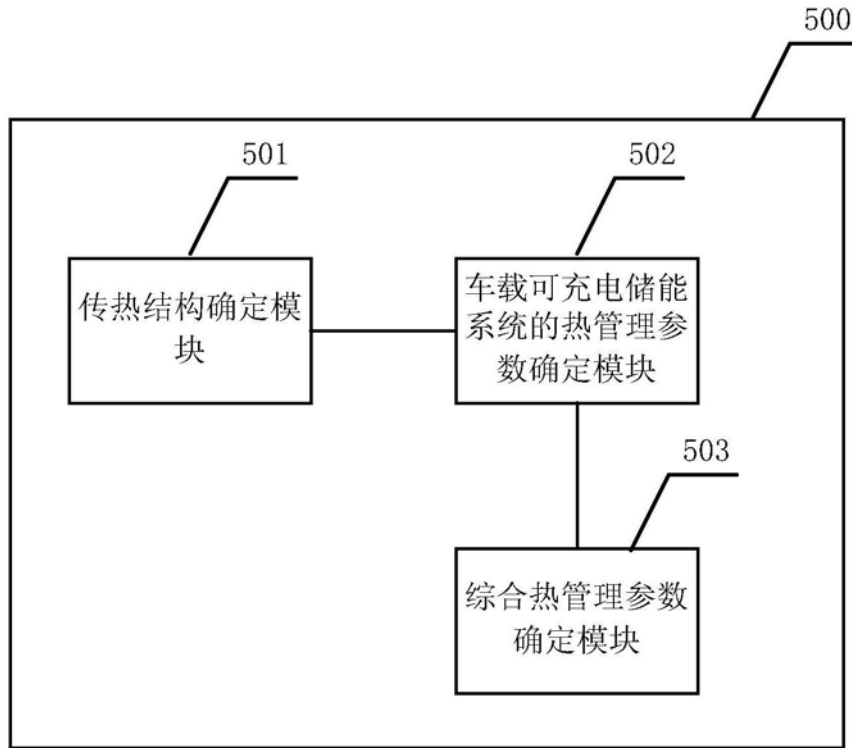 500
501
502
传热结构确定模
块
车载可充电储能
系统的热管理参
数确定模块
503
综合热管理参数
确定模块